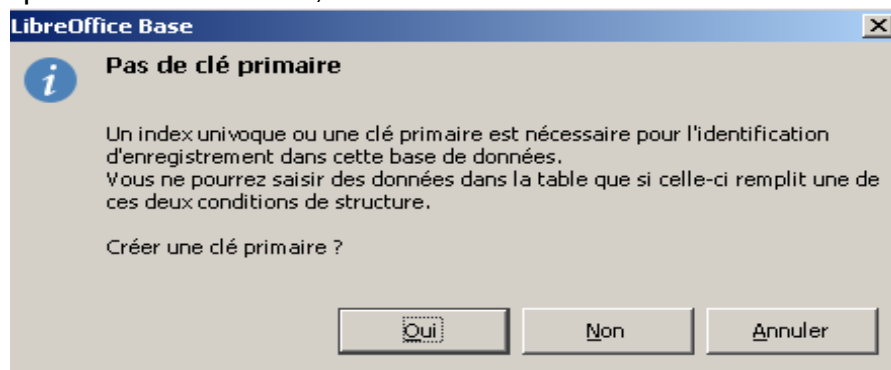 LibreOffice Base
Pas de clé primaire
Un index univoque ou une clé primaire est nécessaire pour l'identification
d'enregistrement dans cette base de données.
Vous ne pourrez saisir des données dans la table que si celle-ci remplit une de
ces deux conditions de structure.
Créer une clé primaire ?
Oui Non Annuler